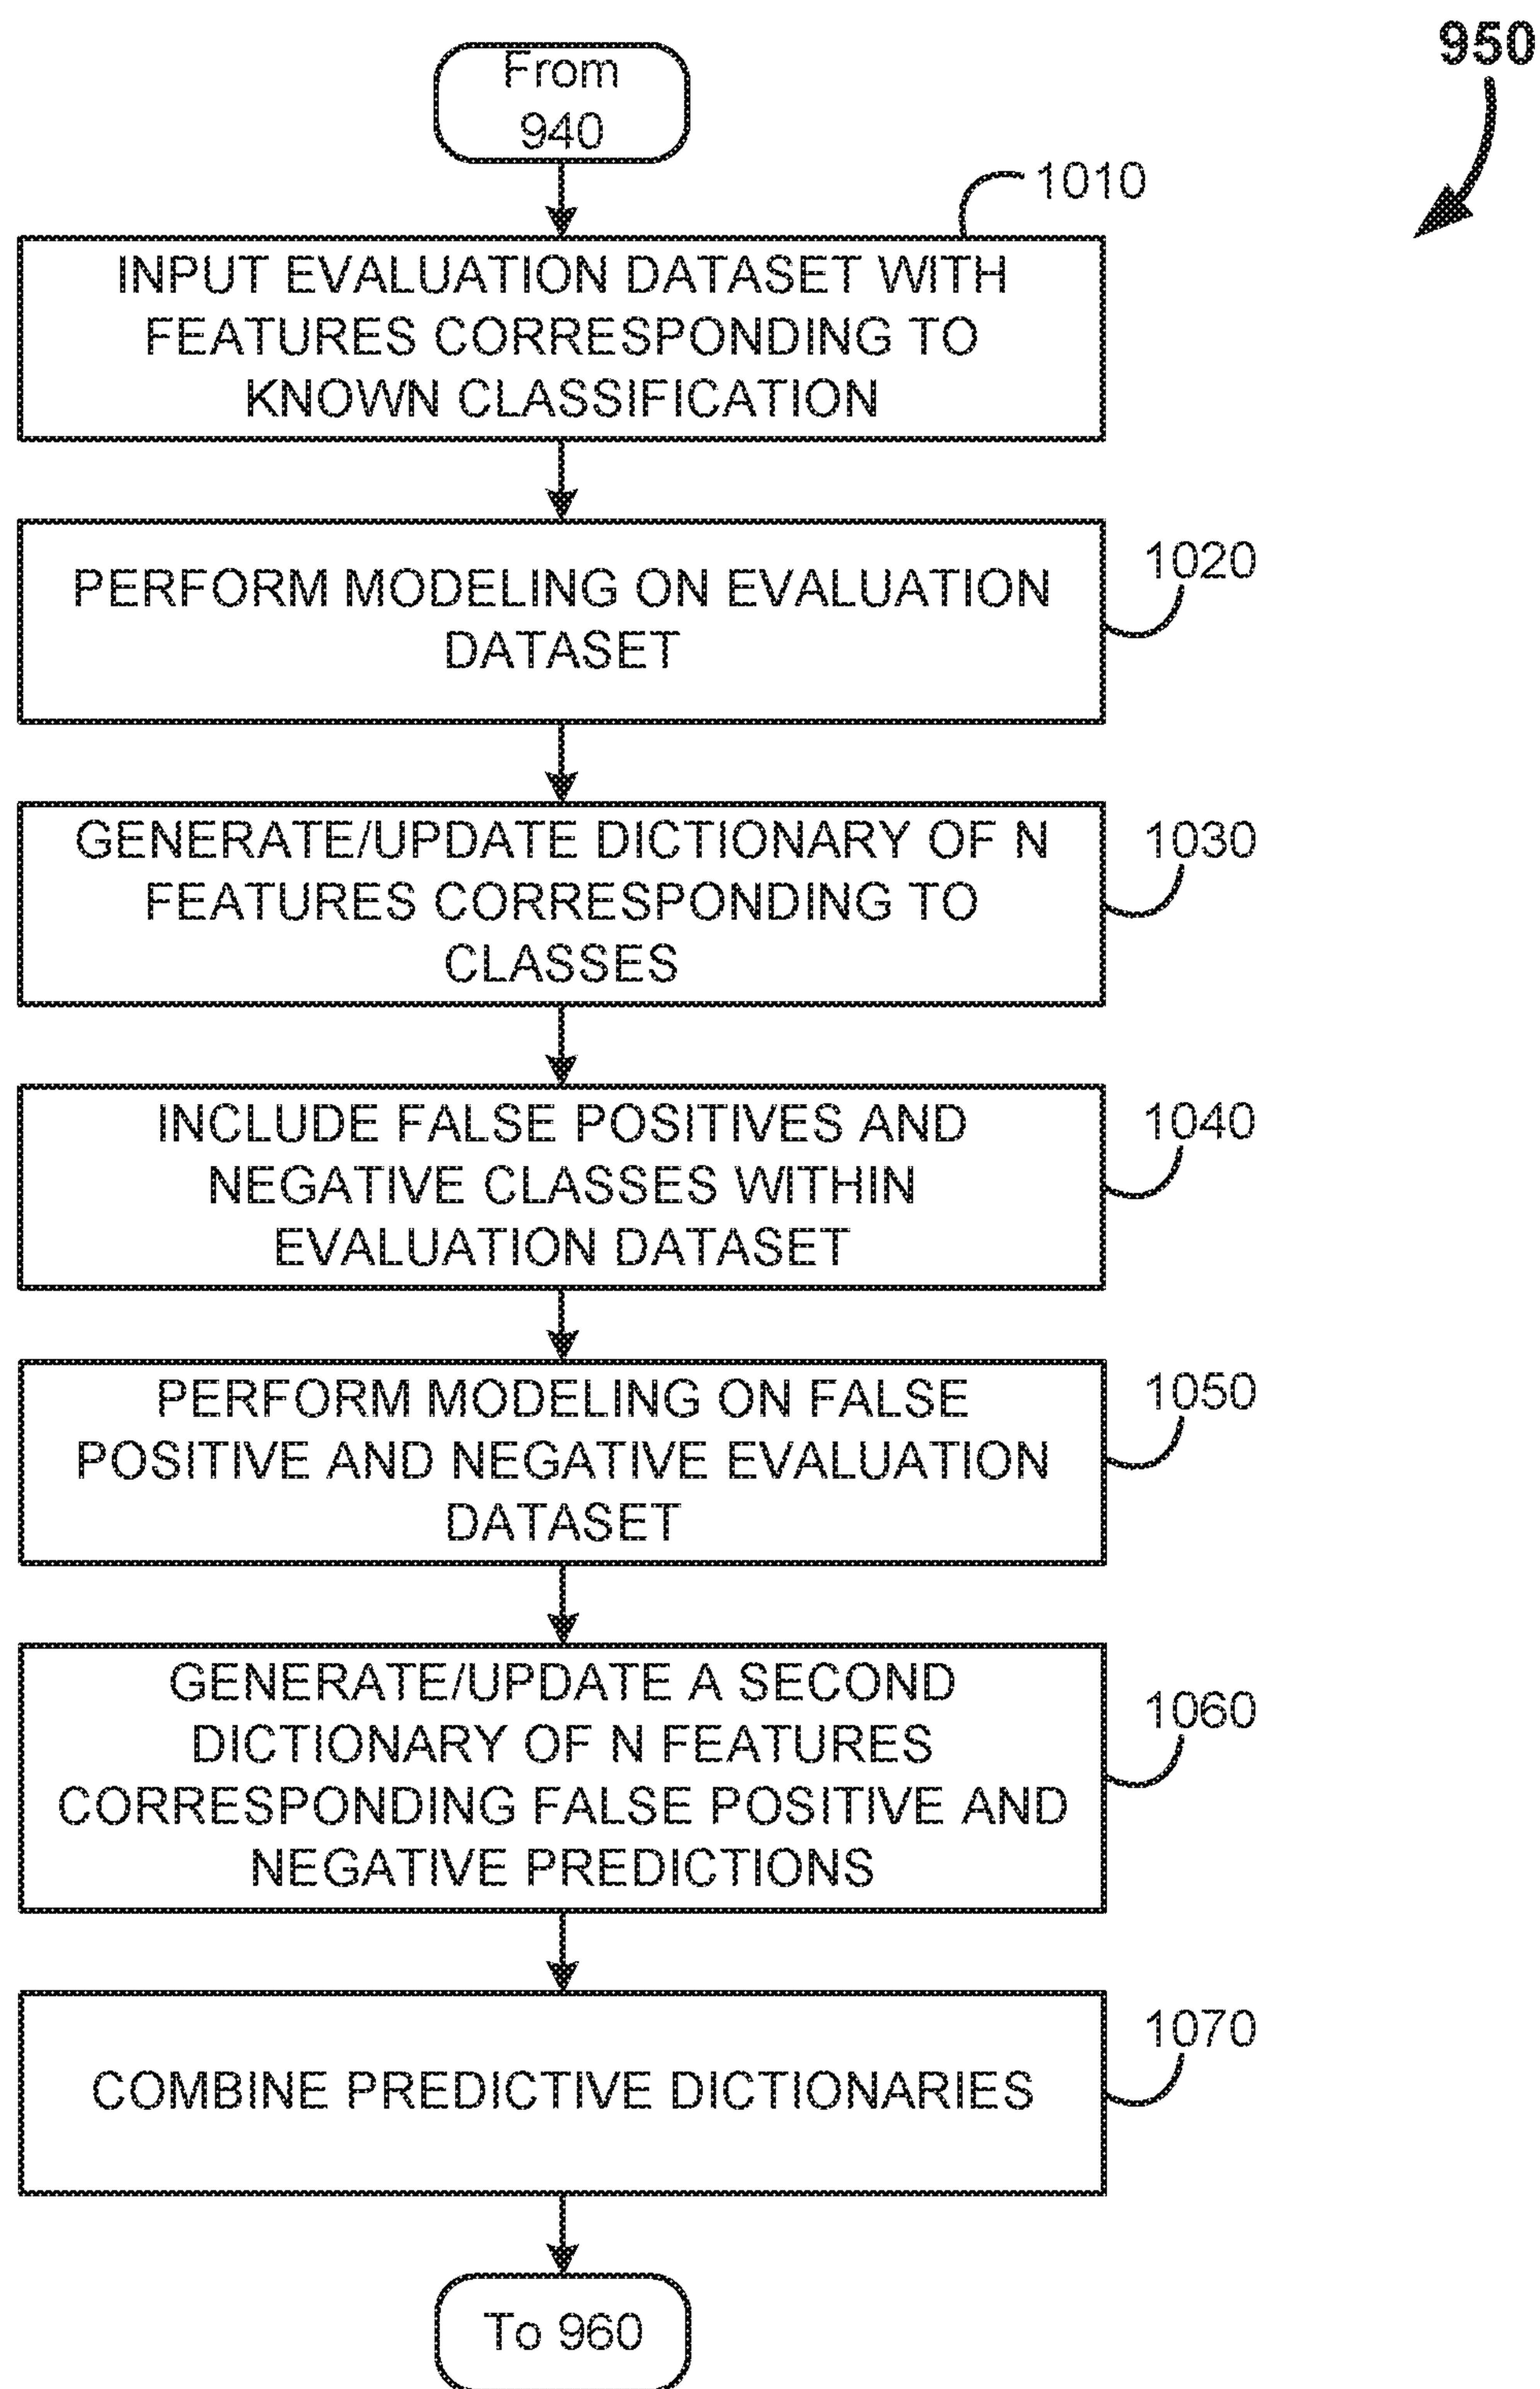 950
From
940
1010
INPUT EVALUATION DATASET WITH
FEATURES CORRESPONDING TO
KNOWN CLASSIFICATION
1020
PERFORM MODELING ON EVALUATION
DATASET
1030
GENERATE/UPDATE DICTIONARY OF N
FEATURES CORRESPONDING TO
CLASSES
1040
INCLUDE FALSE POSITIVES AND
NEGATIVE CLASSES WITHIN
EVALUATION DATASET
1050
PERFORM MODELING ON FALSE
POSITIVE AND NEGATIVE EVALUATION
DATASET
1060
GENERATE/UPDATE A SECOND
DICTIONARY OF N FEATURES
CORRESPONDING FALSE POSITIVE AND
NEGATIVE PREDICTIONS
1070
COMBINE PREDICTIVE DICTIONARIES
To 960